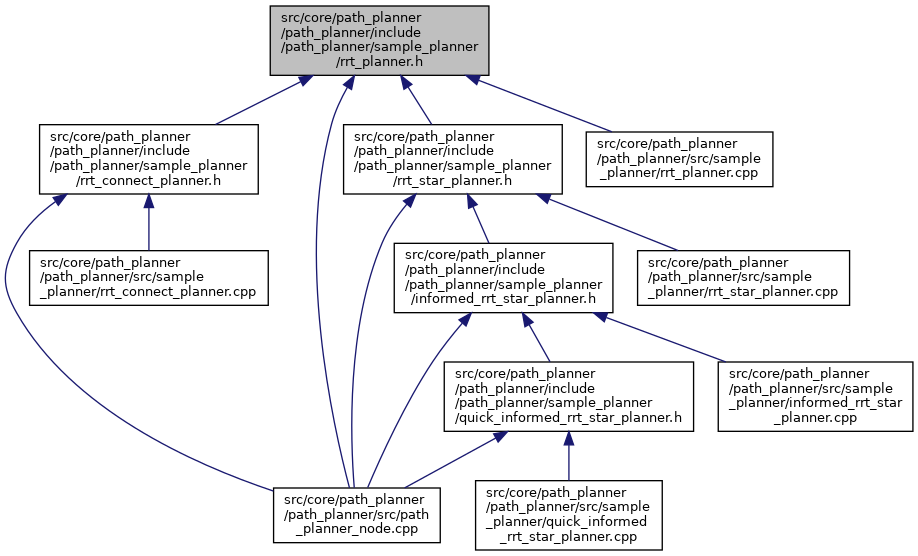 src/core/path_planner
/path_planner/include
/path_planner/sample_planner
/rrt_planner.h
src/core/path_planner
/path_planner/include
/path_planner/sample_planner
/rrt_connect_planner.h
src/core/path_planner
/path_planner/include
/path_planner/sample_planner
/rrt_star_planner.h
src/core/path_planner
/path_planner/src/sample
_planner/rrt_planner.cpp
src/core/path_planner
/path_planner/src/sample
_planner/rrt_connect_planner.cpp
src/core/path_planner
/path_planner/include
/path_planner/sample_planner
/informed_rrt_star_planner.h
src/core/path_planner
/path_planner/src/sample
_planner/rrt_star_planner.cpp
src/core/path_planner
/path_planner/include
/path_planner/sample_planner
/quick_informed_rrt_star_planner.h
src/core/path_planner
/path_planner/src/sample
_planner/informed_rrt_star
_planner.cpp
src/core/path_planner
/path_planner/src/path
_planner_node.cpp
src/core/path_planner
/path_planner/src/sample
_planner/quick_informed
_rrt_star_planner.cpp